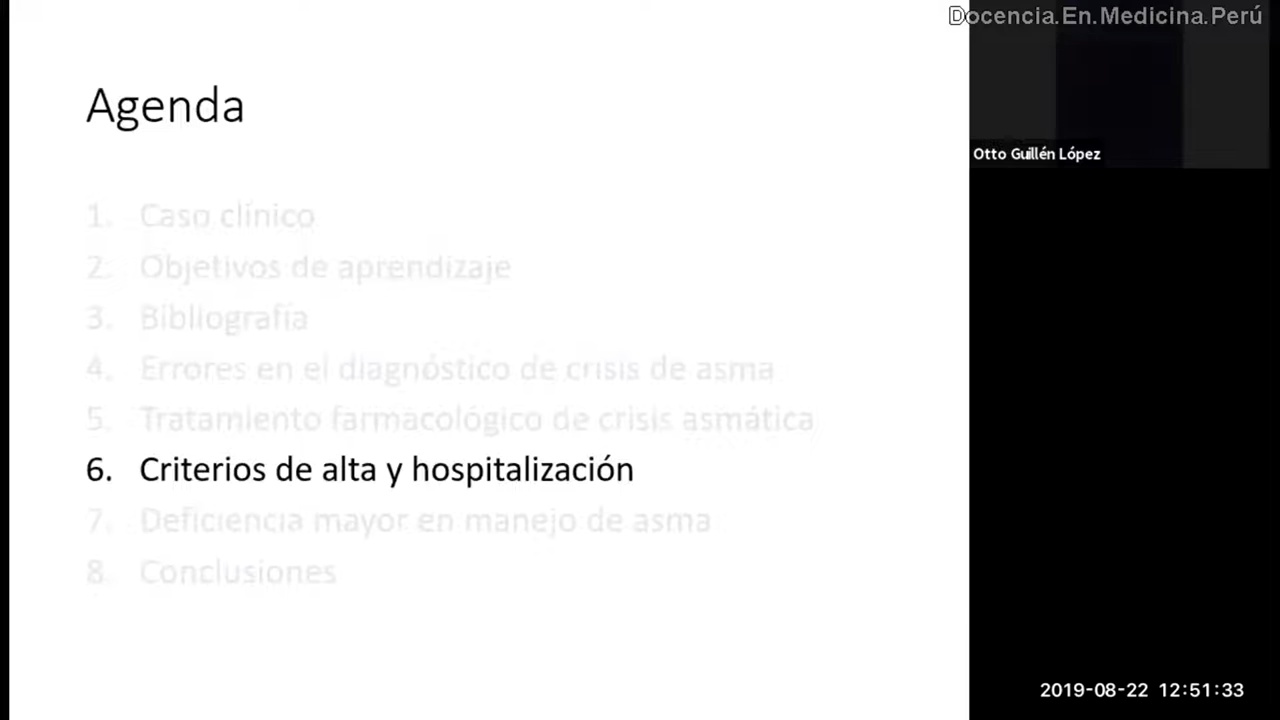 Docencia.En.Medicina.Perú
Agenda
Otto Guillén López
1. Caso clínico
2. Objetivos de aprendizaje
3. Bibliografía
4. Errores en el diagnóstico de crisis de asma
5. Tratamiento farmacológico de crisis asmática
6. Criterios de alta y hospitalización
7. Deficiencia mayor en manejo de asma
8. Conclusiones
2019-08-22 12:51:33